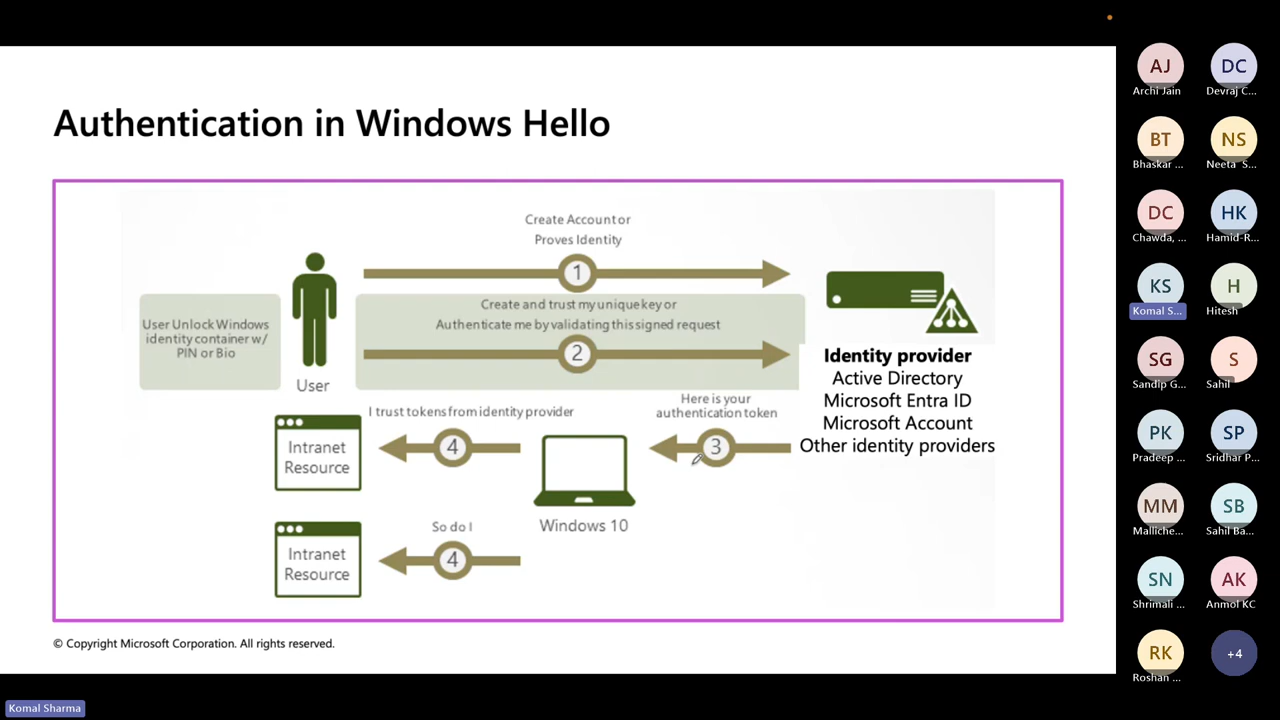 Authentication in Windows Hello
Create Account or
Proves Identity
1
User Unlock Windows
identity container w/
PIN or Bio
User
Create and trust my unique key or
Authenticate me by validating this signed request
2
Identity provider
Active Directory
Microsoft Entra ID
Microsoft Account
Other identity providers
Here is your
authentication token
3
I trust tokens from identity provider
4
Intranet
Resource
Windows 10
So do I
4
Intranet
Resource
© Copyright Microsoft Corporation. All rights reserved.
Komal Sharma
AJ
Archi Jain
DC
Devraj C...
BT
Bhaskar ...
NS
Neeta S...
DC
Chawda, ...
HK
Hamid-R...
KS
Komal S...
H
Hitesh
SG
Sandip G...
S
Sahil
PK
Pradeep ...
SP
Sridhar P...
MM
Halliche...
SB
Sahil Ba...
SN
Shrimali ...
AK
Anmol KC
RK
Roshan ...
+4